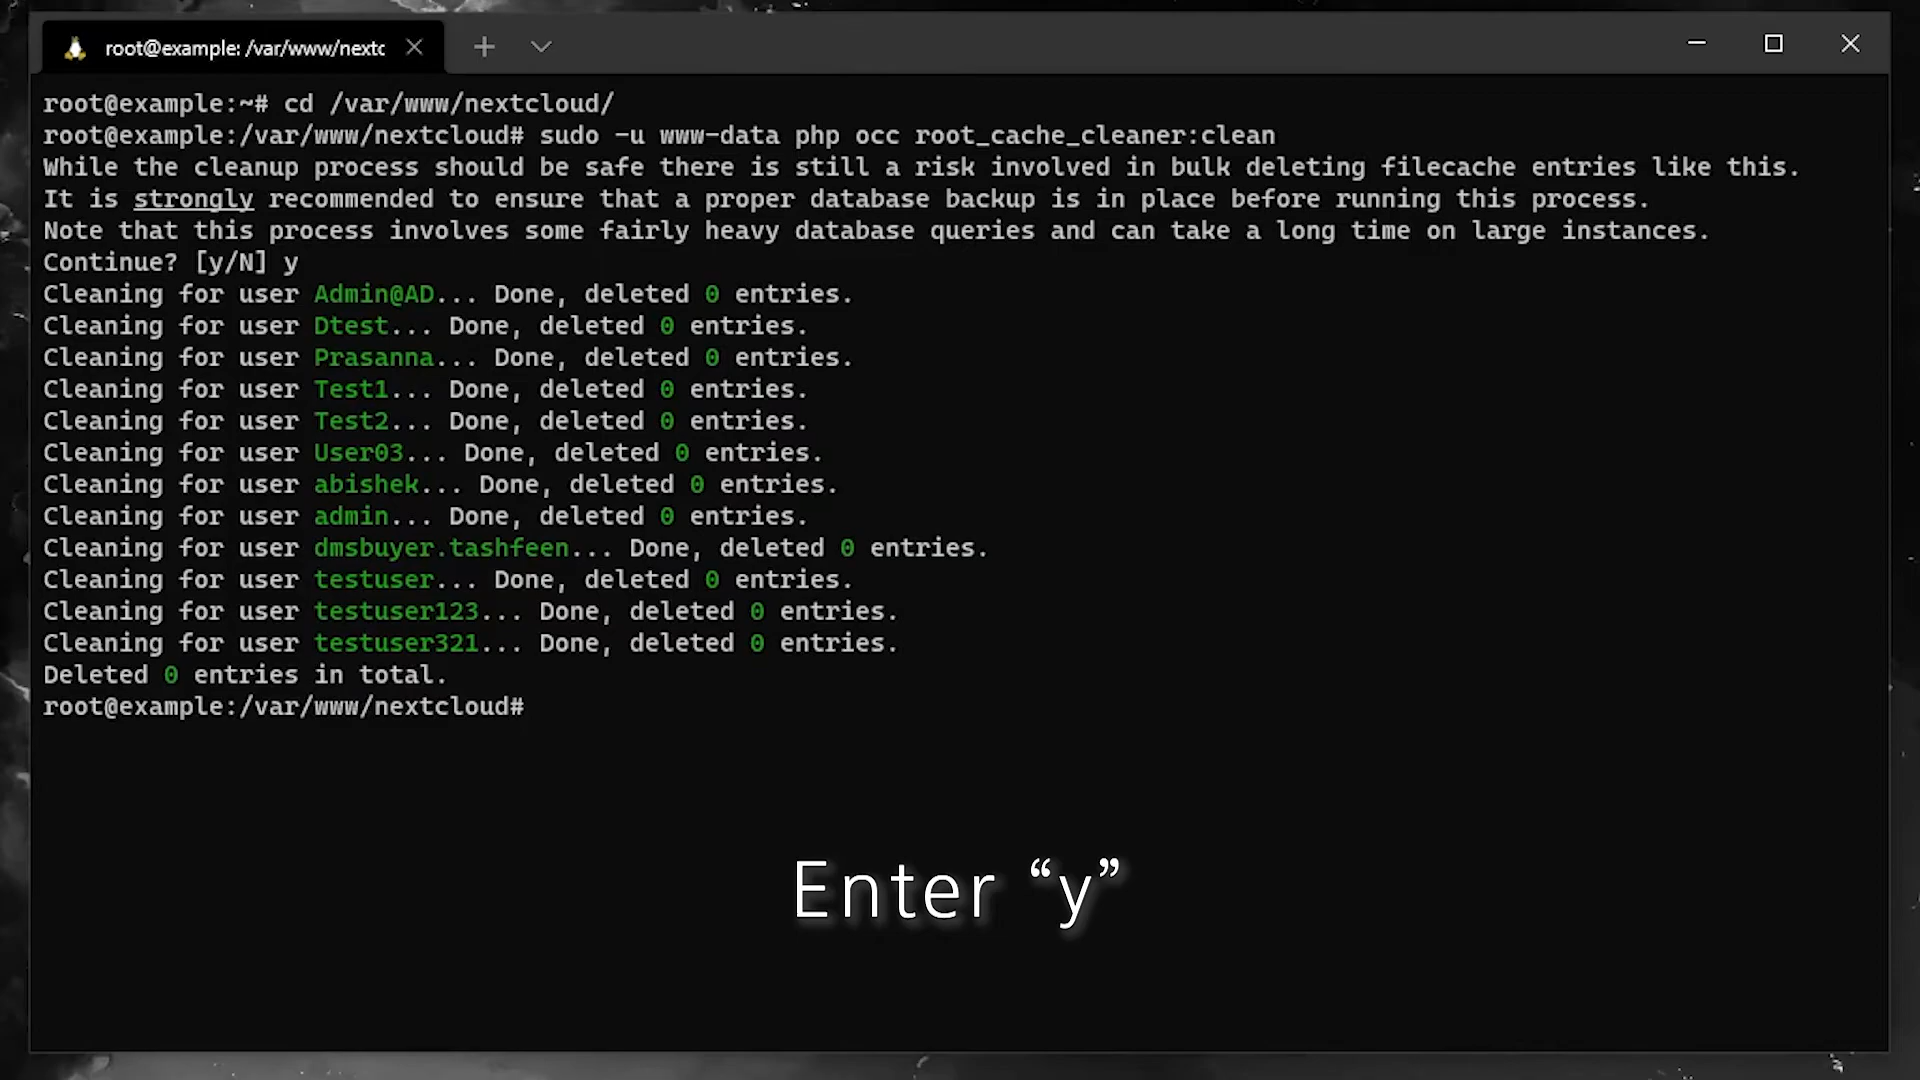 root@example: /var/www/nextc
root@example:~# cd /var/www/nextcloud/
root@example:/var/www/nextcloud# sudo -u www-data php occ root_cache_cleaner:clean
While the cleanup process should be safe there is still a risk involved in bulk deleting filecache entries like this.
It is strongly recommended to ensure that a proper database backup is in place before running this process.
Note that this process involves some fairly heavy database queries and can take a long time on large instances.
Continue? [y/N] y
Cleaning for user Admin@AD... Done, deleted 0 entries.
Cleaning for user Dtest... Done, deleted 0 entries.
Cleaning for user Prasanna... Done, deleted 0 entries.
Cleaning for user Test1... Done, deleted 0 entries.
Cleaning for user Test2... Done, deleted 0 entries.
Cleaning for user User03... Done, deleted 0 entries.
Cleaning for user abishek... Done, deleted 0 entries.
Cleaning for user admin... Done, deleted 0 entries.
Cleaning for user dmsbuyer.tashfeen... Done, deleted 0 entries.
Cleaning for user testuser... Done, deleted 0 entries.
Cleaning for user testuser123... Done, deleted 0 entries.
Cleaning for user testuser321... Done, deleted 0 entries.
Deleted 0 entries in total.
root@example:/var/www/nextcloud#
Enter “y”